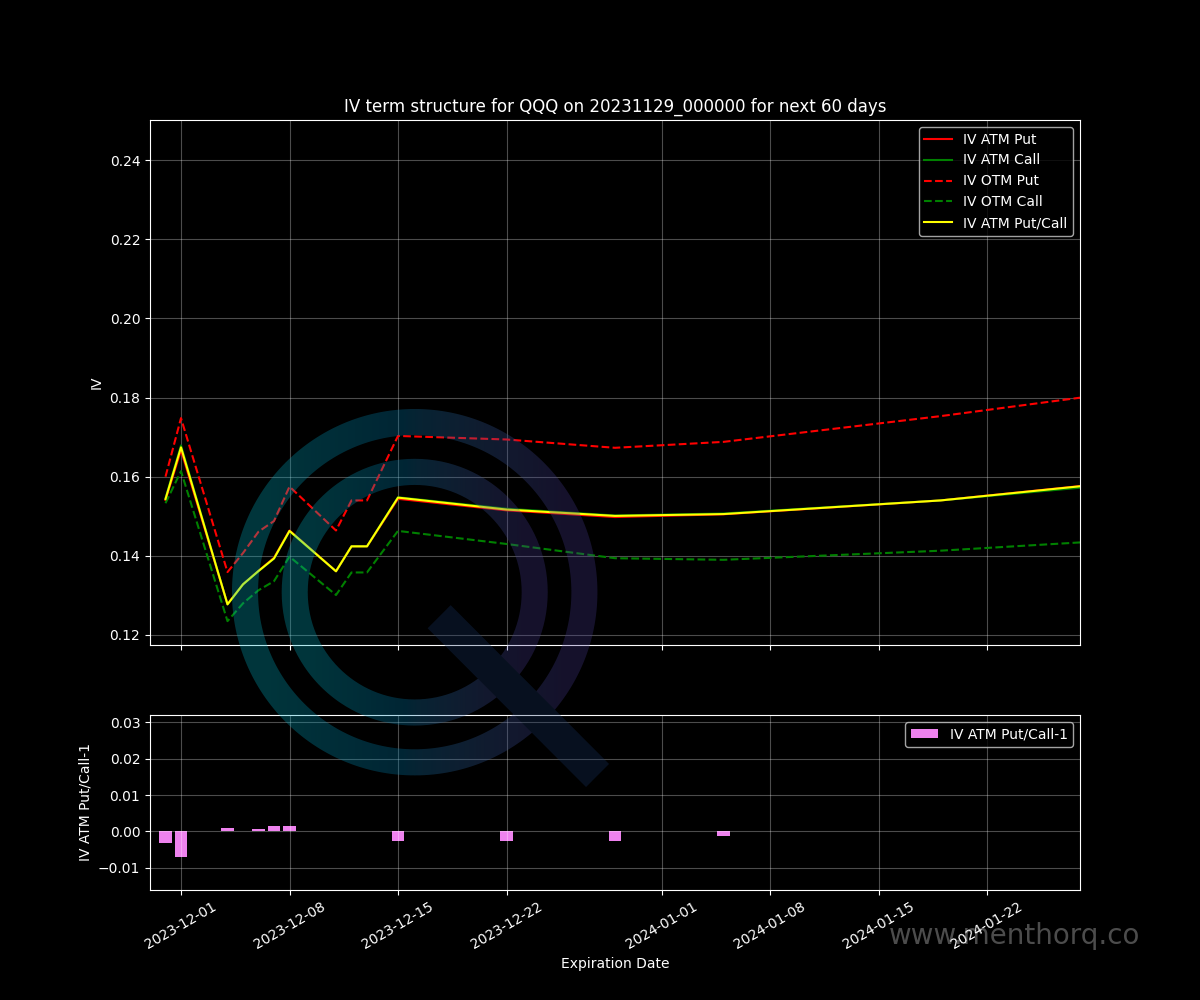 IV term structure for QQQ on 20231129_000000 for next 60 days
IV ATM Put
IV ATM Call
IV OTM Put
IV OTM Call
IV ATM Put/Call
0.24
0.22
0.20
0.18
0.16
0.14
0.12
IV
IV ATM Put/Call-1
0.03
0.02
0.01
0.00
−0.01
IV ATM Put/Call-1
2023-12-01
2023-12-08
2023-12-15
2023-12-22
2024-01-01
2024-01-08
2024-01-15
2024-01-22
www.menthorq.co
Expiration Date